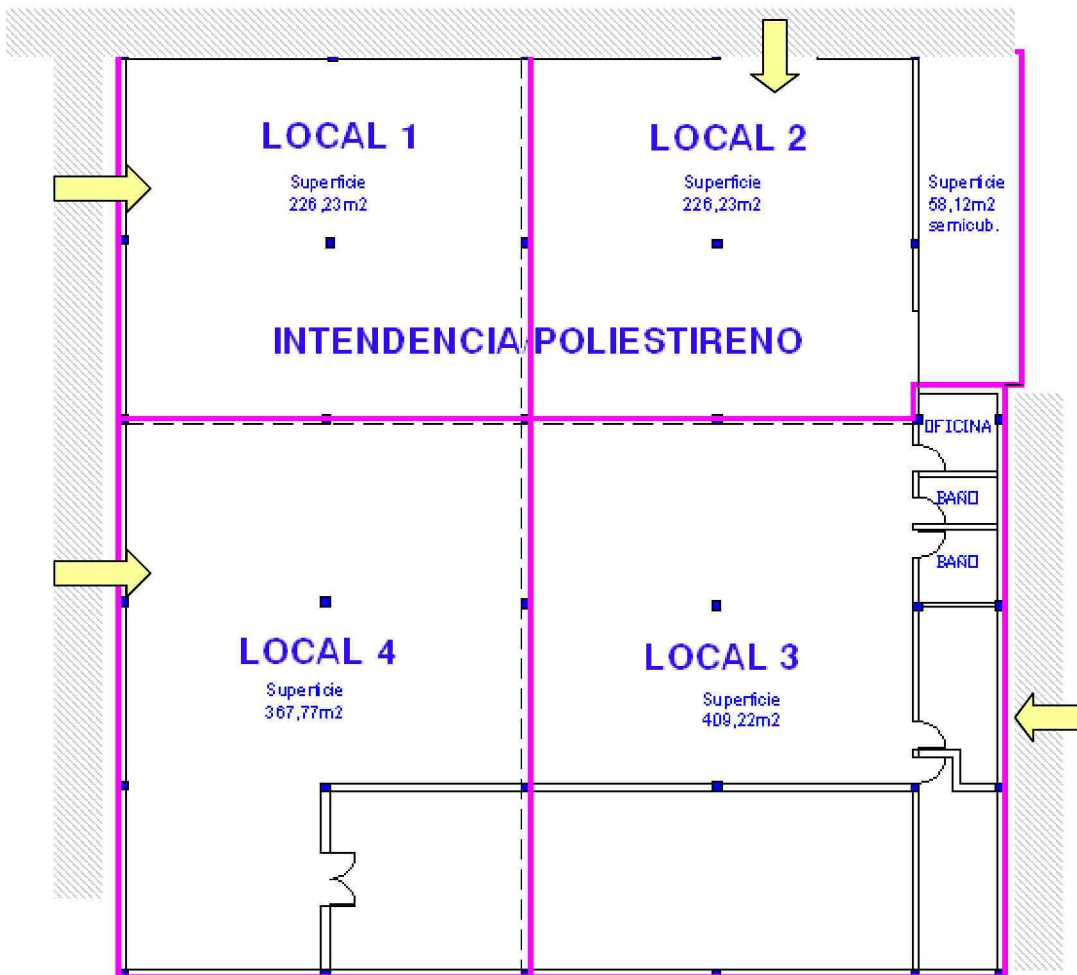 LOCAL 1
Superficie
226,23m2
LOCAL 2
Superficie
226,23m2
Superficie
58,12m2
semicub.
INTENDENCIA/POLIESTIRENO
OFICINA
BAÑO
BAÑO
LOCAL 4
Superficie
367,77m2
LOCAL 3
Superficie
409,22m2